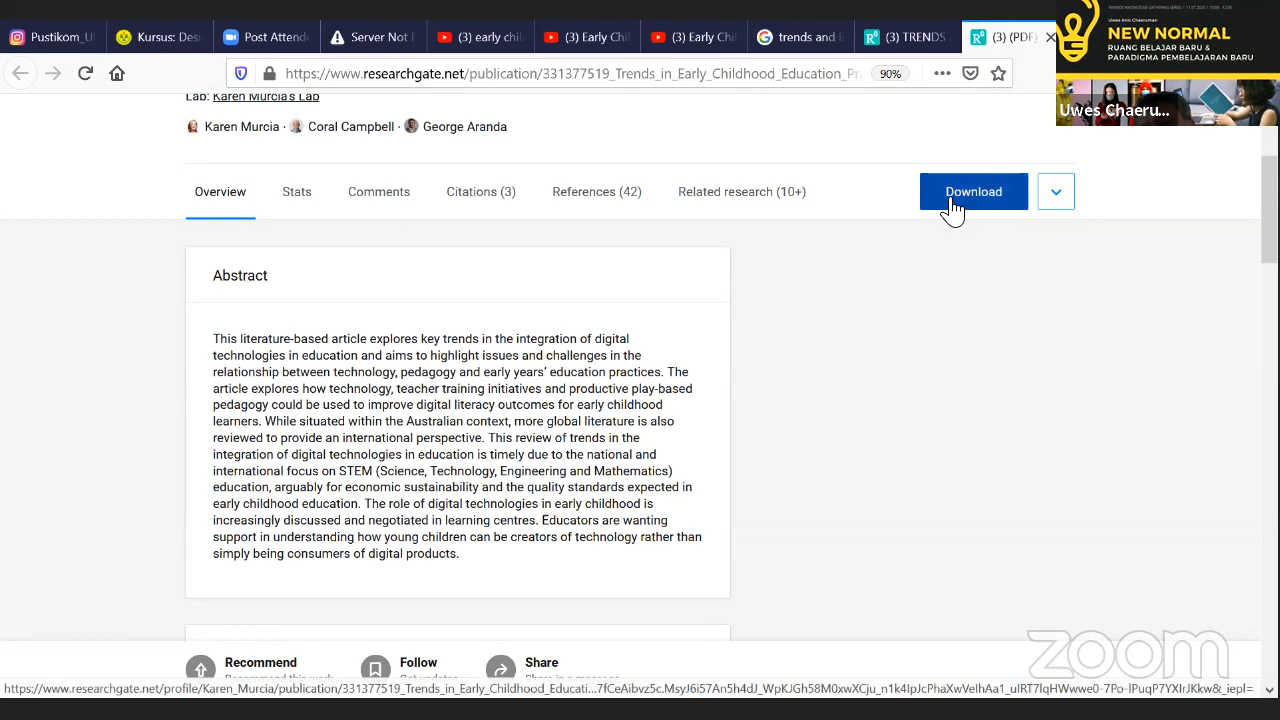 Pustikom_U
Kursus: Des
Post Attend
Server Not
(3) early chil
(3) Early Chi
(3) Early Chi
trends and i
(3) TRENDS
(3) (PDF)
https://www.researchgate.net/publication/331377519_Trends_in_Early_Childhood_Education_Pr
90%
Uwes Anis Chaeruman:
NEW NORMAL
RUANG BELAJAR BARU &
PARADIGMA PEMBELAJARAN BARU
Uwes Chaeru...
Lab: Karen Murcia's Lab
Karen Murcia · Coral Campbell · George Aranda
Overview
Stats
Comments
Citations (3)
References (42)
Related research (10+)
Download
Abstract
This literature-based article explores key trends in the integration of digital
technologies in education and aims to highlight issues and challenges in the
relationship between technology, pedagogy and early years' education practices. The
article explores how technology, teacher training initiatives and productive play-based
pedagogy could be used to improve digital literacy outcomes for early childhood
learners. While situated within the Australian context, more global literature is also
reviewed to provide an international perspective. This review of trends in the
integration of digital technologies in education is timely due to the national and
international focus on STEM (Science, Technology, Engineering and Mathematics)
education, arguably for economic sustainability and the quality standards expected in
early childhood education. The role of digital technologies in early childhood is
increasingly discussed and negotiated in learning centres. Educators are wanting
support in understanding how young children can be creators of technology rather than
simply being consumers of digital products.
Recommend
Follow
Share
zoom